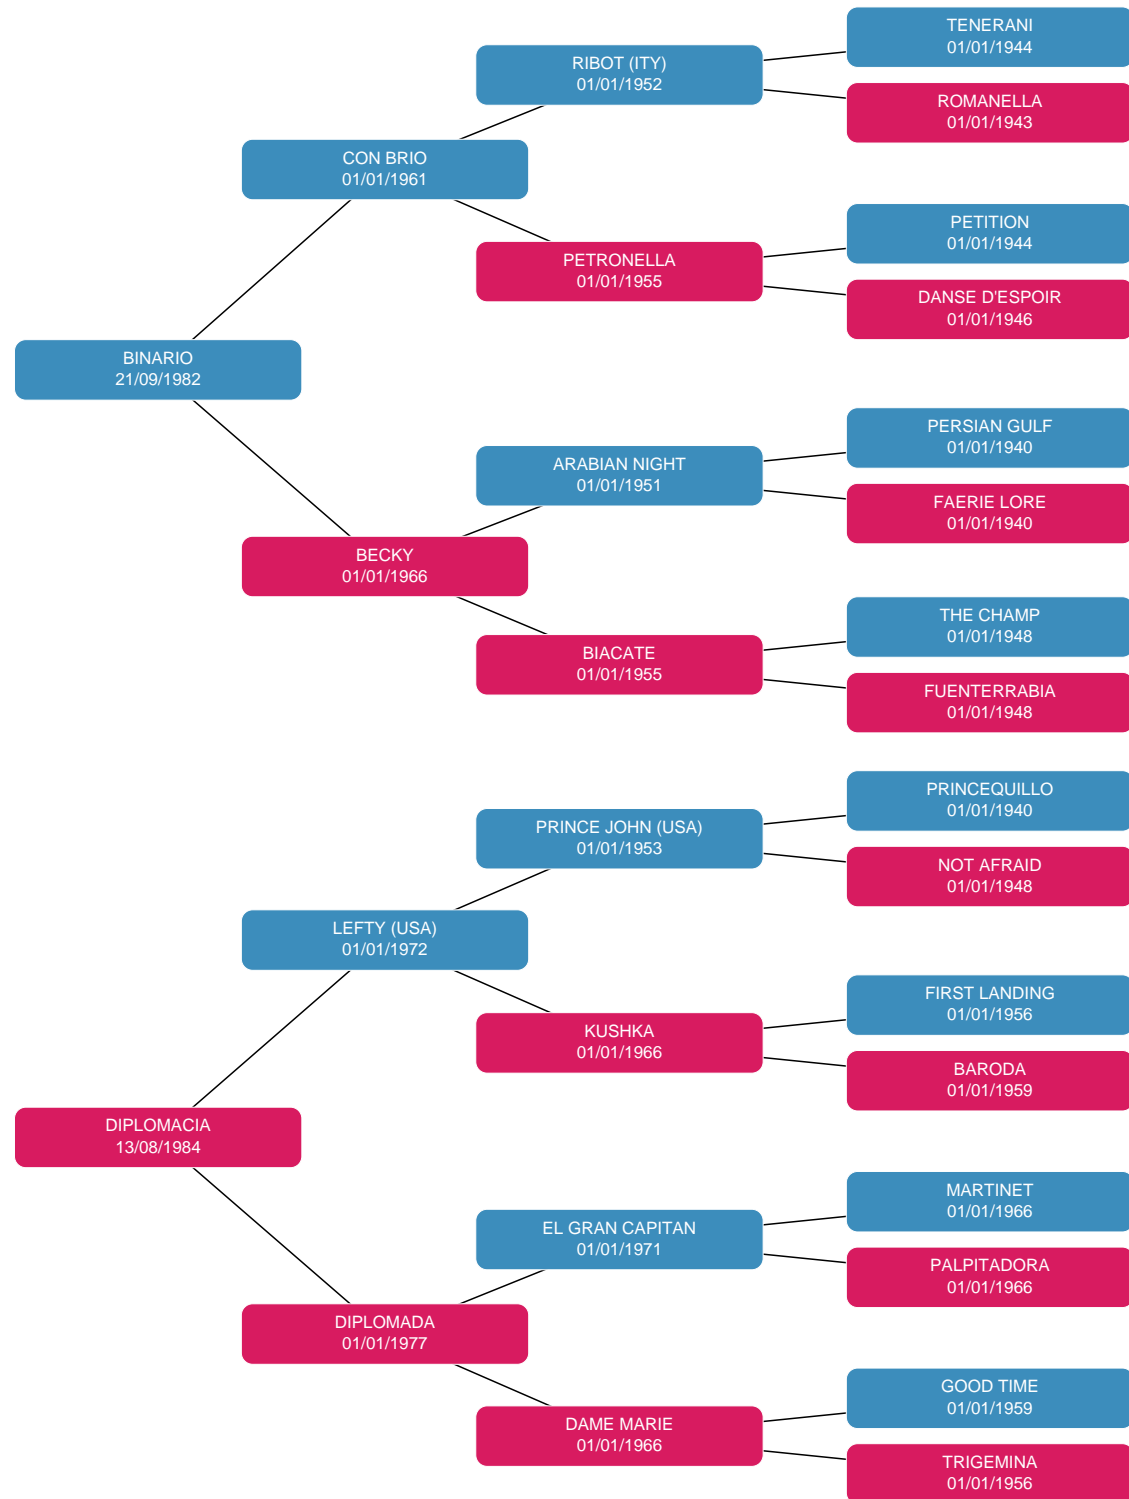 TENERANI
01/01/1944
RIBOT (ITY)
01/01/1952
ROMANELLA
01/01/1943
CON BRIO
01/01/1961
PETITION
01/01/1944
PETRONELLA
01/01/1955
DANSE D'ESPOIR
01/01/1946
BINARIO
21/09/1982
PERSIAN GULF
01/01/1940
ARABIAN NIGHT
01/01/1951
FAERIE LORE
01/01/1940
BECKY
01/01/1966
THE CHAMP
01/01/1948
BIACATE
01/01/1955
FUENTERRABIA
01/01/1948
PRINCEQUILLO
01/01/1940
PRINCE JOHN (USA)
01/01/1953
NOT AFRAID
01/01/1948
LEFTY (USA)
01/01/1972
FIRST LANDING
01/01/1956
KUSHKA
01/01/1966
BARODA
01/01/1959
DIPLOMACIA
13/08/1984
MARTINET
01/01/1966
EL GRAN CAPITAN
01/01/1971
PALPITADORA
01/01/1966
DIPLOMADA
01/01/1977
GOOD TIME
01/01/1959
DAME MARIE
01/01/1966
TRIGEMINA
01/01/1956